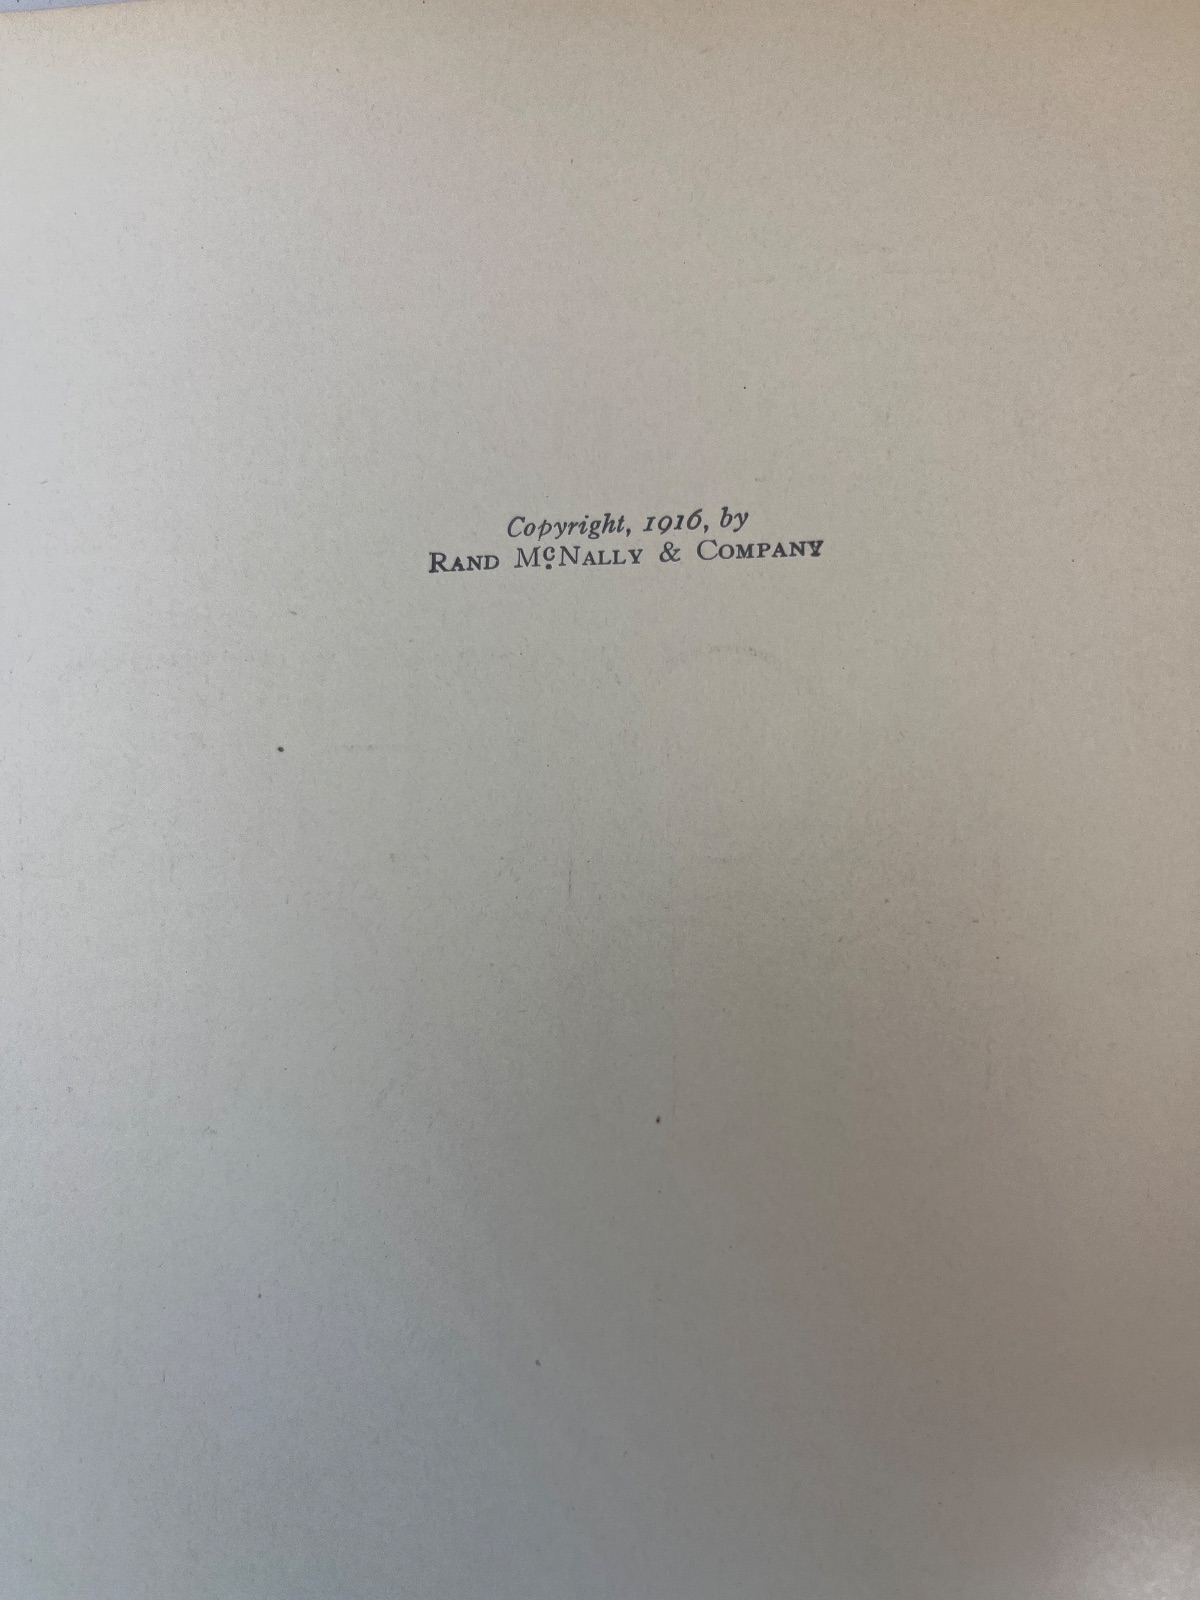 Copyright, 1916, by
Rand McNally & Company